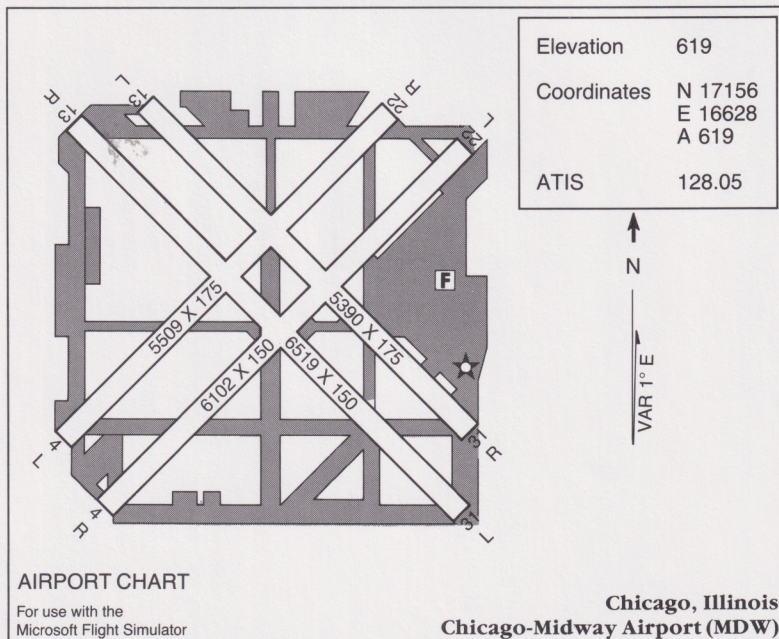 Elevation 619
Coordinates N 17156
E 16628
A 619
ATIS 128.05
13 R
13 L
22 R
22 L
N
F
VAR 1° E
5509 X 175
5390 X 175
6102 X 150
6519 X 150
4 L
4 R
31 R
31 L
AIRPORT CHART
For use with the
Microsoft Flight Simulator
Chicago, Illinois
Chicago-Midway Airport (MDW)